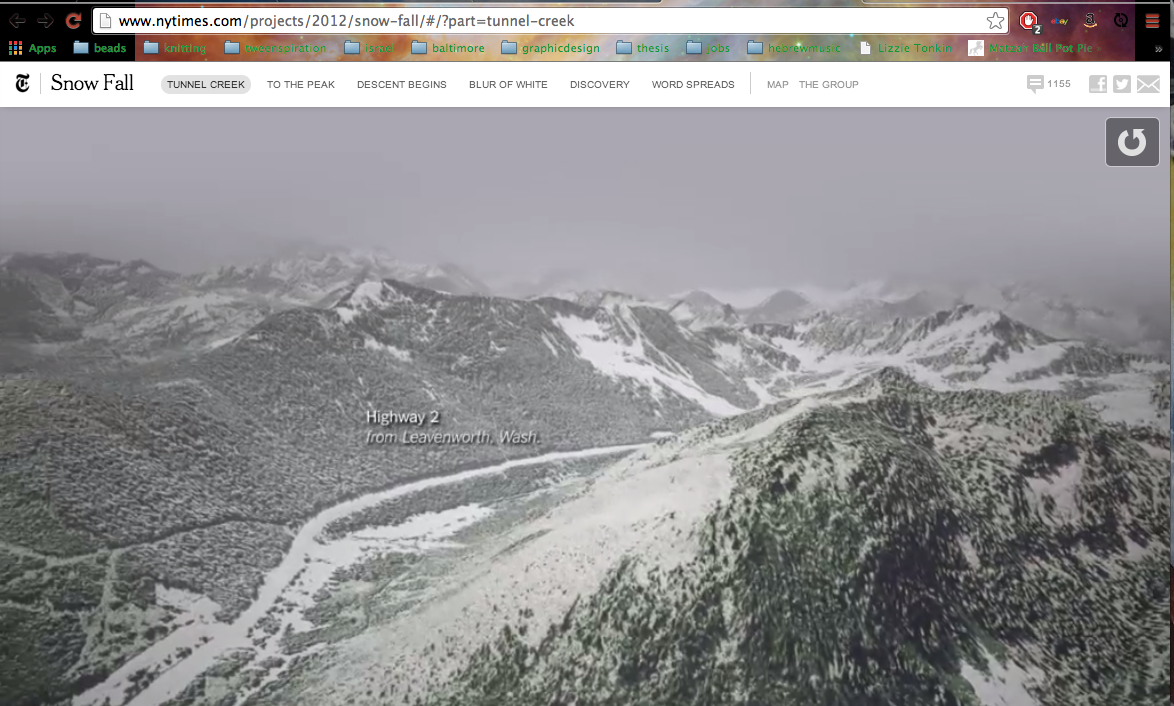 www.nytimes.com/projects/2012/snow-fall/#/?part=tunnel-creek
2
ebay
Apps beads knitting israel baltimore graphicdesign thesis jobs hebrewmusic Lizzie Tonkin Matzoh Ball Pot Pie »
T Snow Fall TUNNEL CREEK TO THE PEAK DESCENT BEGINS BLUR OF WHITE DISCOVERY WORD SPREADS MAP THE GROUP 1155
Highway 2
from Leavenworth, Wash.